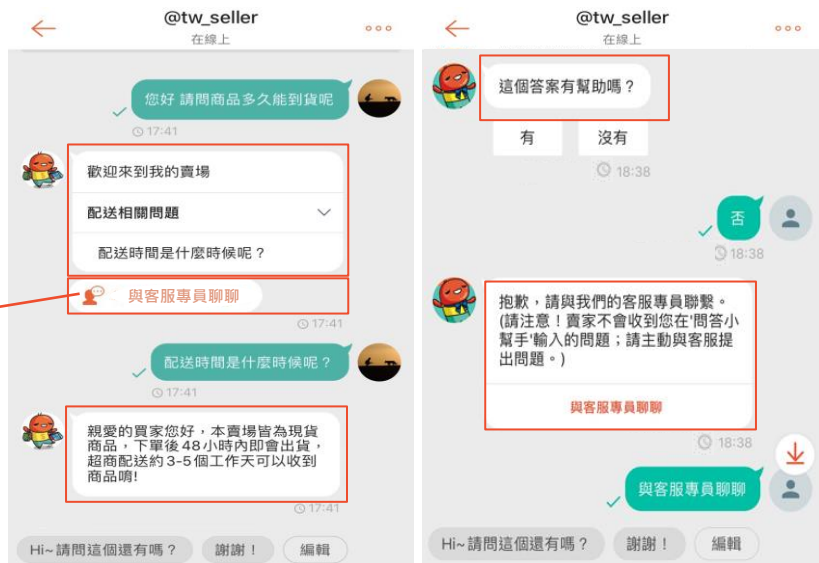 @tw_seller
在線上
您好 請問商品多久能到貨呢
17:41
歡迎來到我的賣場
配送相關問題
配送時間是什麼時候呢？
與客服專員聊聊
17:41
配送時間是什麼時候呢？
17:41
親愛的買家您好，本賣場皆為現貨
商品，下單後48小時內即會出貨，
超商配送約3-5個工作天可以收到
商品唷!
17:41
Hi~請問這個還有嗎？
謝謝！
編輯
@tw_seller
在線上
這個答案有幫助嗎？
有
沒有
18:38
否
18:38
抱歉，請與我們的客服專員聯繫。
(請注意！賣家不會收到您在'問答小
幫手'輸入的問題；請主動與客服提
出問題。)
與客服專員聊聊
18:38
與客服專員聊聊
Hi~請問這個還有嗎？
謝謝！
編輯